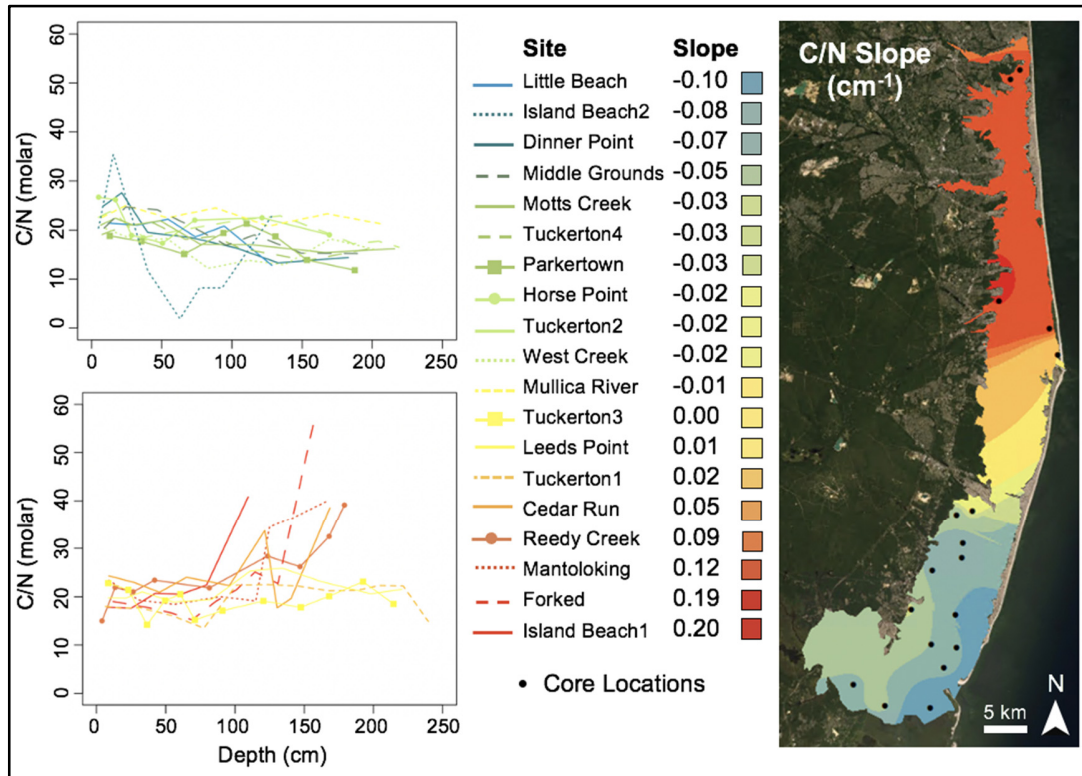 C/N (molar)
60
50
40
30
20
10
0
0 50 100 150 200 250
C/N (molar)
60
50
40
30
20
10
0
0 50 100 150 200 250
Depth (cm)
Site Slope
Little Beach -0.10
Island Beach2 -0.08
Dinner Point -0.07
Middle Grounds -0.05
Motts Creek -0.03
Tuckerton4 -0.03
Parkertown -0.03
Horse Point -0.02
Tuckerton2 -0.02
West Creek -0.02
Mullica River -0.01
Tuckerton3 0.00
Leeds Point 0.01
Tuckerton1 0.02
Cedar Run 0.05
Reedy Creek 0.09
Mantoloking 0.12
Forked 0.19
Island Beach1 0.20
Core Locations
C/N Slope
(cm⁻¹)
N
5 km